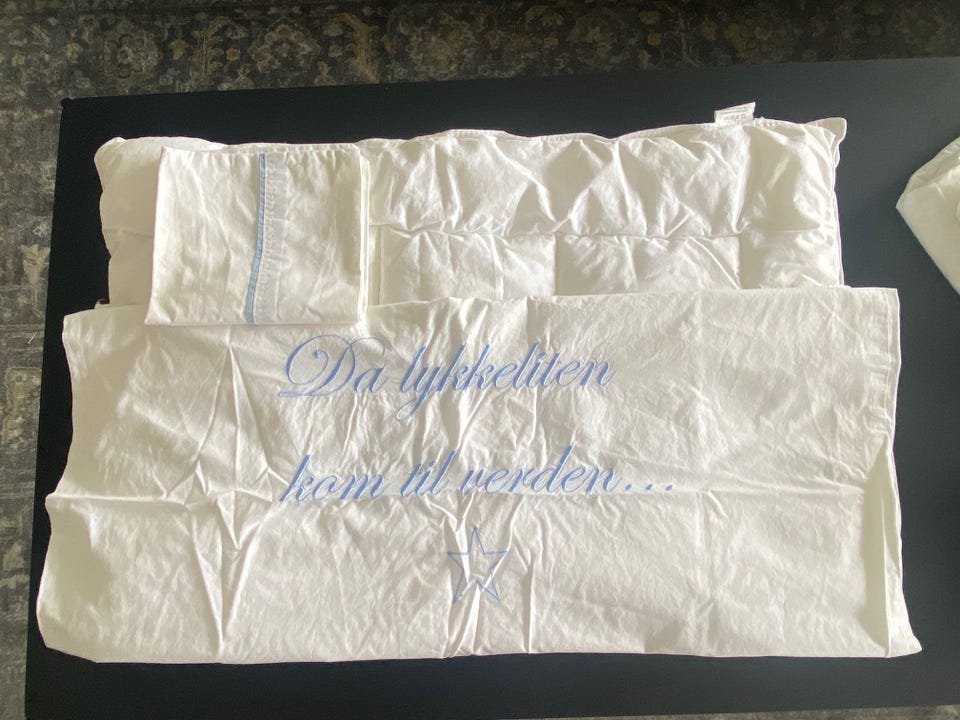 Da lykkeliten
kom til verden...